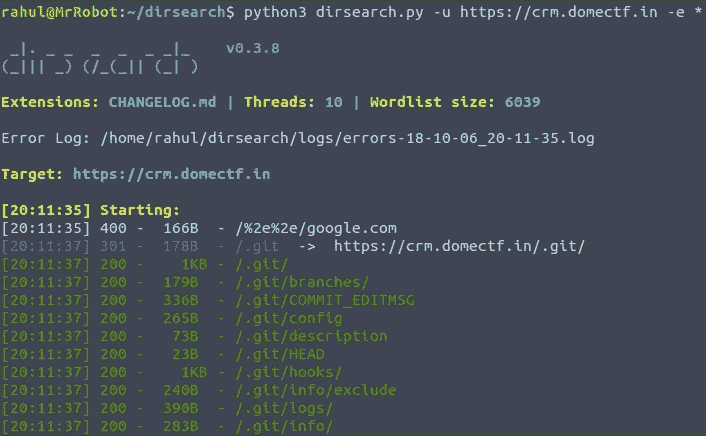 rahul@MrRobot:~/dirsearch$ python3 dirsearch.py -u https://crm.domectf.in -e *
 _|. _ _  _  _  _ _|_    v0.3.8
(_||| _) (/_(_|| (_| )
Extensions: CHANGELOG.md | Threads: 10 | Wordlist size: 6039
Error Log: /home/rahul/dirsearch/logs/errors-18-10-06_20-11-35.log
Target: https://crm.domectf.in
[20:11:35] Starting:
[20:11:35] 400 -  166B  - /%2e%2e/google.com
[20:11:37] 301 -  178B  - /.git  ->  https://crm.domectf.in/.git/
[20:11:37] 200 -    1KB - /.git/
[20:11:37] 200 -  179B  - /.git/branches/
[20:11:37] 200 -  336B  - /.git/COMMIT_EDITMSG
[20:11:37] 200 -  265B  - /.git/config
[20:11:37] 200 -   73B  - /.git/description
[20:11:37] 200 -   23B  - /.git/HEAD
[20:11:37] 200 -    1KB - /.git/hooks/
[20:11:37] 200 -  240B  - /.git/info/exclude
[20:11:37] 200 -  390B  - /.git/logs/
[20:11:37] 200 -  283B  - /.git/info/